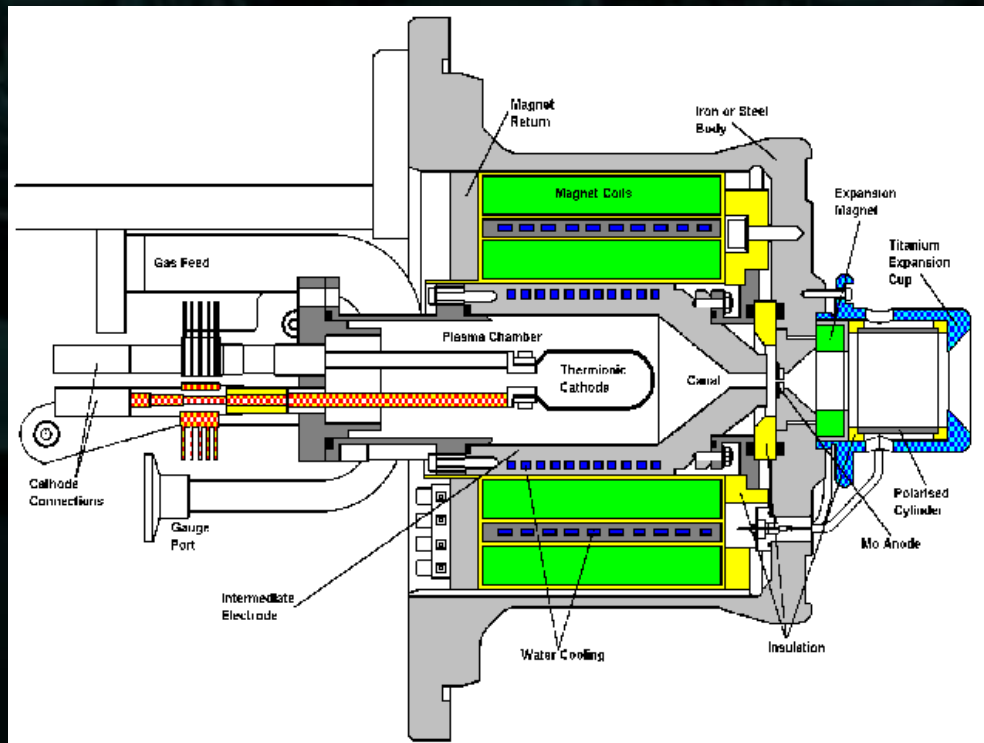 Magnet
Return
Iron or Steel
Body
Magnet Coils
Expansion
Magnet
Titanium
Expansion
Cup
Gas Feed
Plasma Chamber
Thermionic
Cathode
Canal
Cathode
Connections
Gauge
Port
Polarised
Cylinder
Mo Anode
Intermediate
Electrode
Water Cooling
Insulation